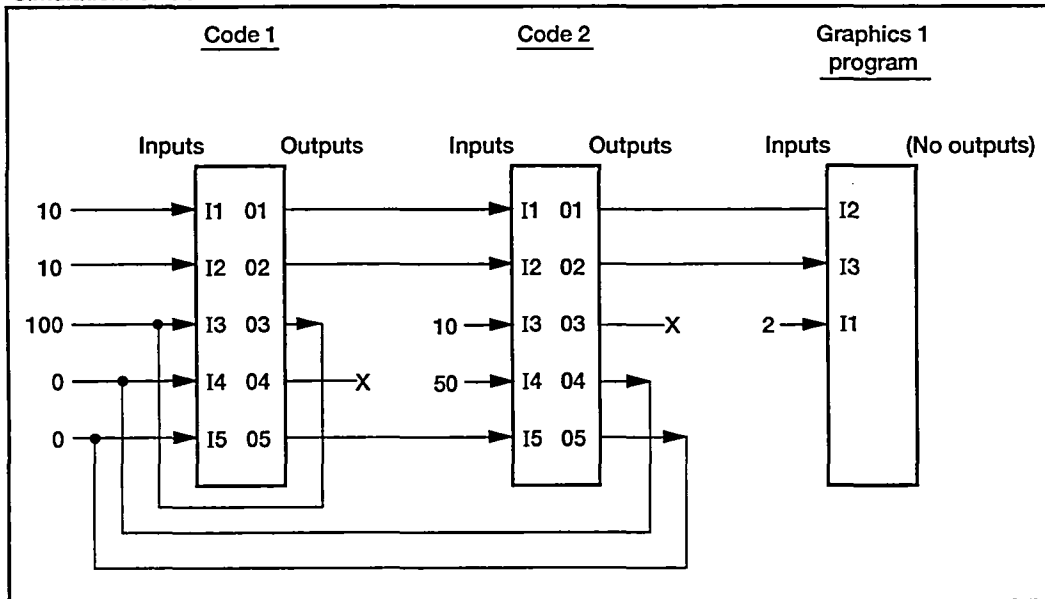 Code 1 Code 2 Graphics 1
program
Inputs Outputs Inputs Outputs Inputs (No outputs)
10 I1 01 I1 01 I2
10 I2 02 I2 02 I3
100 I3 03 10 I3 03 X 2 I1
0 I4 04 X 50 I4 04
0 I5 05 I5 05